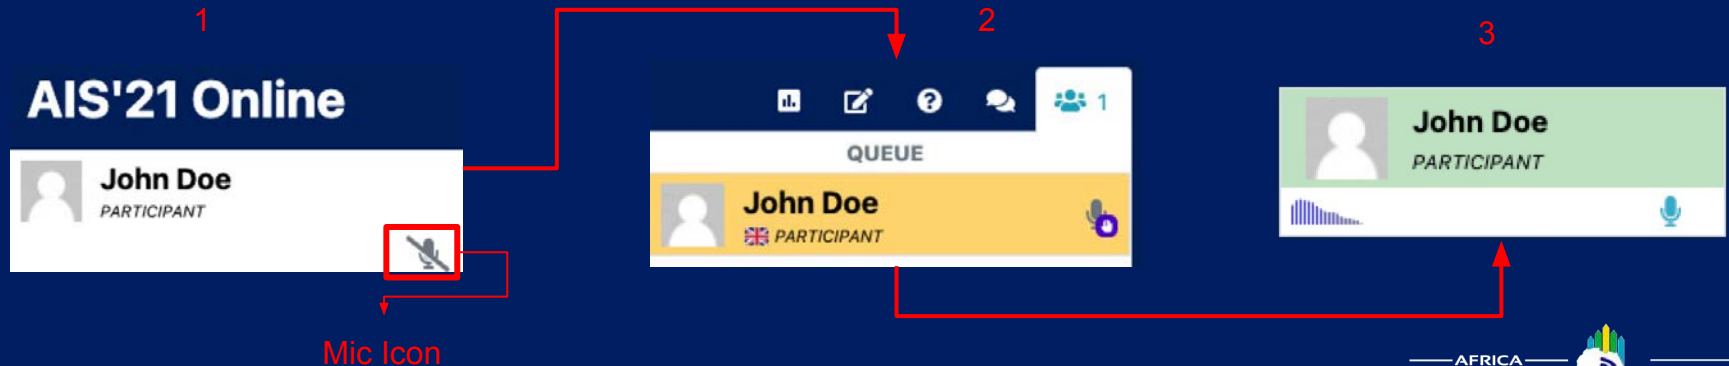 1
2
3
AIS'21 Online
John Doe
PARTICIPANT
Mic Icon
1
QUEUE
John Doe
PARTICIPANT
John Doe
PARTICIPANT
AFRICA